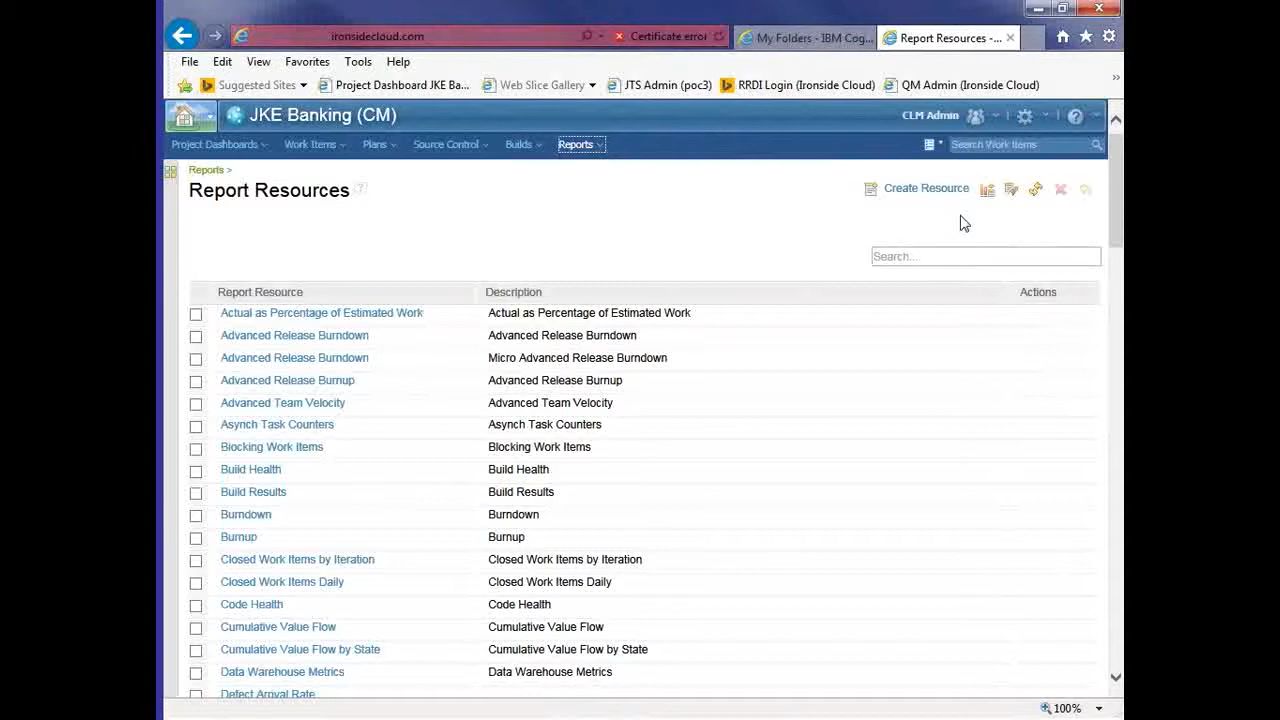 ironsidecloud.com
Certificate error
My Folders - IBM Cog...
Report Resources -...
File Edit View Favorites Tools Help
Suggested Sites
Project Dashboard JKE Ba...
Web Slice Gallery
JTS Admin (poc3)
RRDI Login (Ironside Cloud)
QM Admin (Ironside Cloud)
JKE Banking (CM)
CLM Admin
Project Dashboards Work Items Plans Source Control Builds Reports
Search Work Items
Reports >
Report Resources
Create Resource
Search...
Report Resource Description Actions
Actual as Percentage of Estimated Work Actual as Percentage of Estimated Work
Advanced Release Burndown Advanced Release Burndown
Advanced Release Burndown Micro Advanced Release Burndown
Advanced Release Burnup Advanced Release Burnup
Advanced Team Velocity Advanced Team Velocity
Asynch Task Counters Asynch Task Counters
Blocking Work Items Blocking Work Items
Build Health Build Health
Build Results Build Results
Burndown Burndown
Burnup Burnup
Closed Work Items by Iteration Closed Work Items by Iteration
Closed Work Items Daily Closed Work Items Daily
Code Health Code Health
Cumulative Value Flow Cumulative Value Flow
Cumulative Value Flow by State Cumulative Value Flow by State
Data Warehouse Metrics Data Warehouse Metrics
Defect Arrival Rate
100%